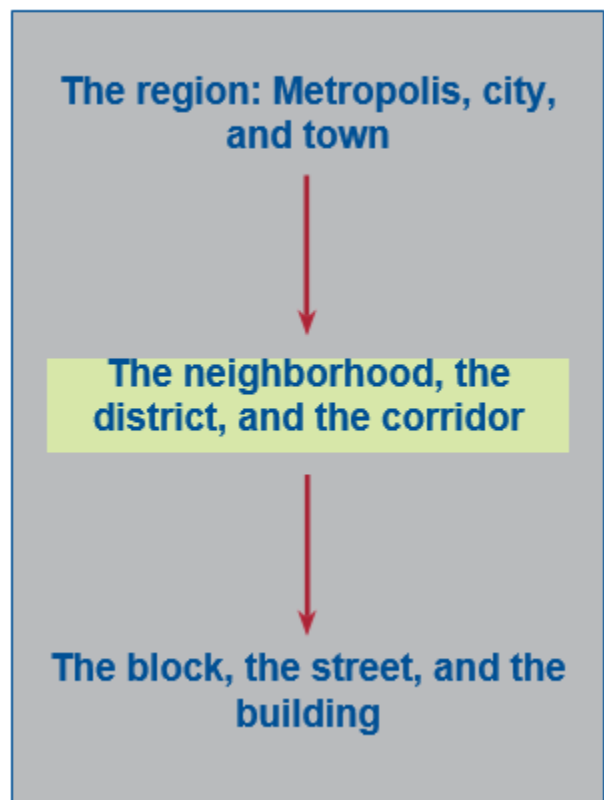 The region: Metropolis, city,
and town
The neighborhood, the
district, and the corridor
The block, the street, and the
building